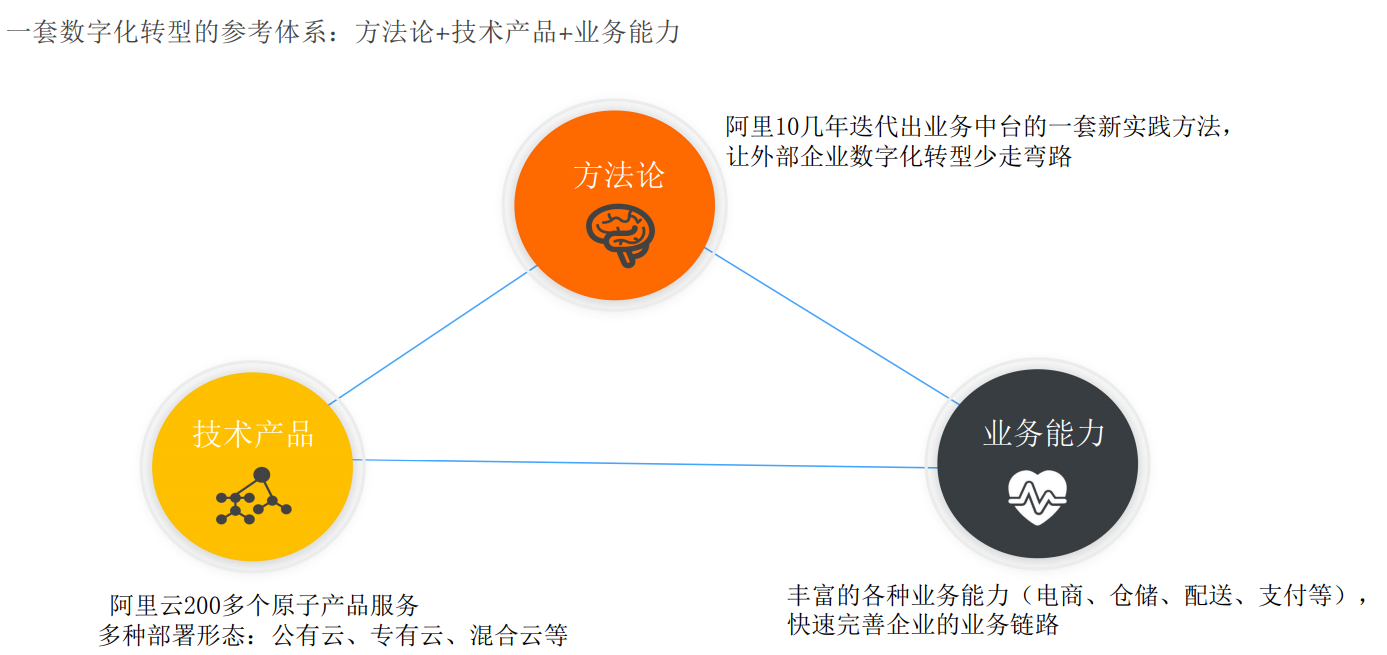 一套数字化转型的参考体系：方法论+技术产品+业务能力
方法论
阿里10几年迭代出业务中台的一套新实践方法，
让外部企业数字化转型少走弯路
技术产品
阿里云200多个原子产品服务
多种部署形态：公有云、专有云、混合云等
业务能力
丰富的各种业务能力（电商、仓储、配送、支付等），
快速完善企业的业务链路